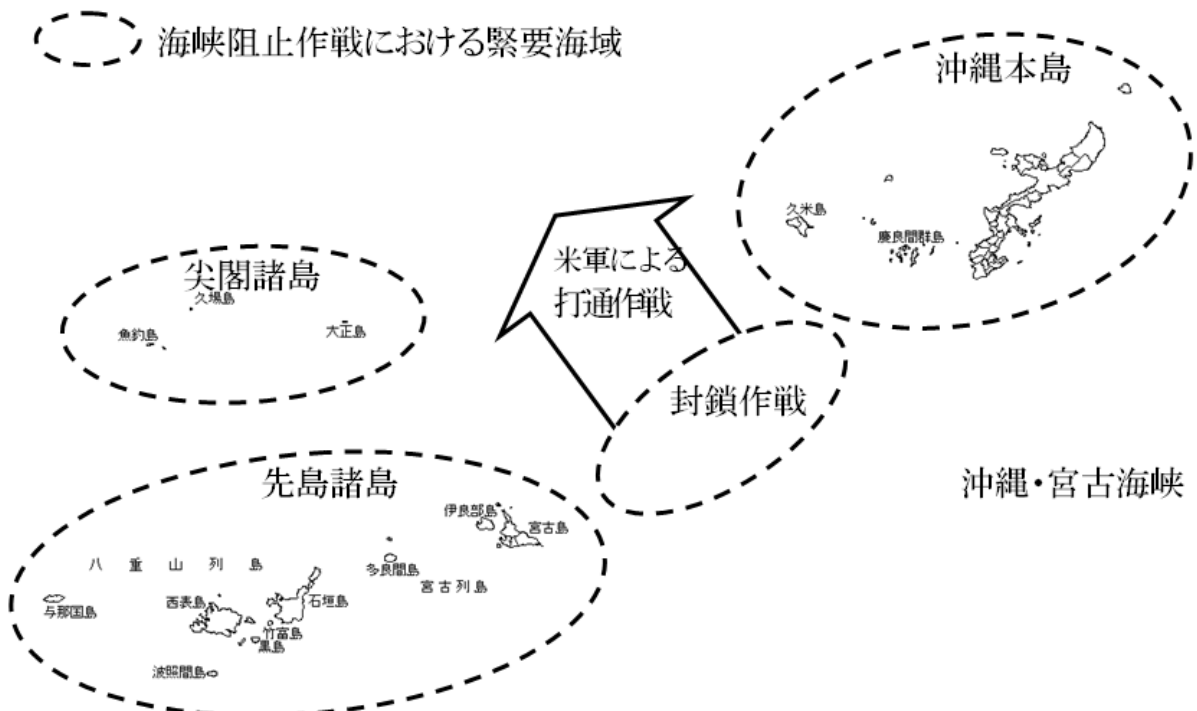 海峡阻止作戦における緊要海域
沖縄本島
久米島
慶良間群島
米軍による
打通作戦
尖閣諸島
久場島
魚釣島
大正島
封鎖作戦
沖縄・宮古海峡
先島諸島
伊良部島
宮古島
八重山列島
多良間島
宮古列島
与那国島
西表島
石垣島
竹富島
黒島
波照間島